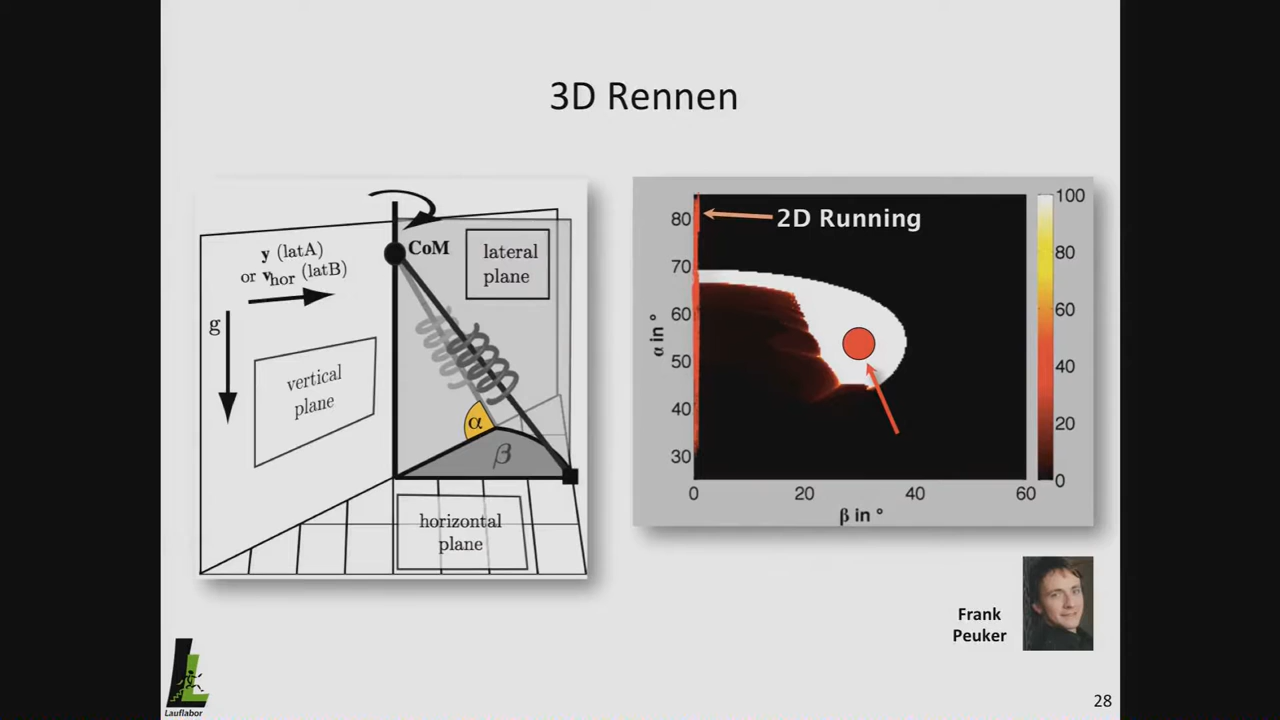 3D Rennen
y (latA)
or vhor (latB)
CoM
lateral
plane
g
vertical
plane
α
β
horizontal
plane
2D Running
80
70
60
50
40
30
α in °
0
20
40
60
β in °
100
80
60
40
20
0
Frank
Peuker
Lauflabor
28